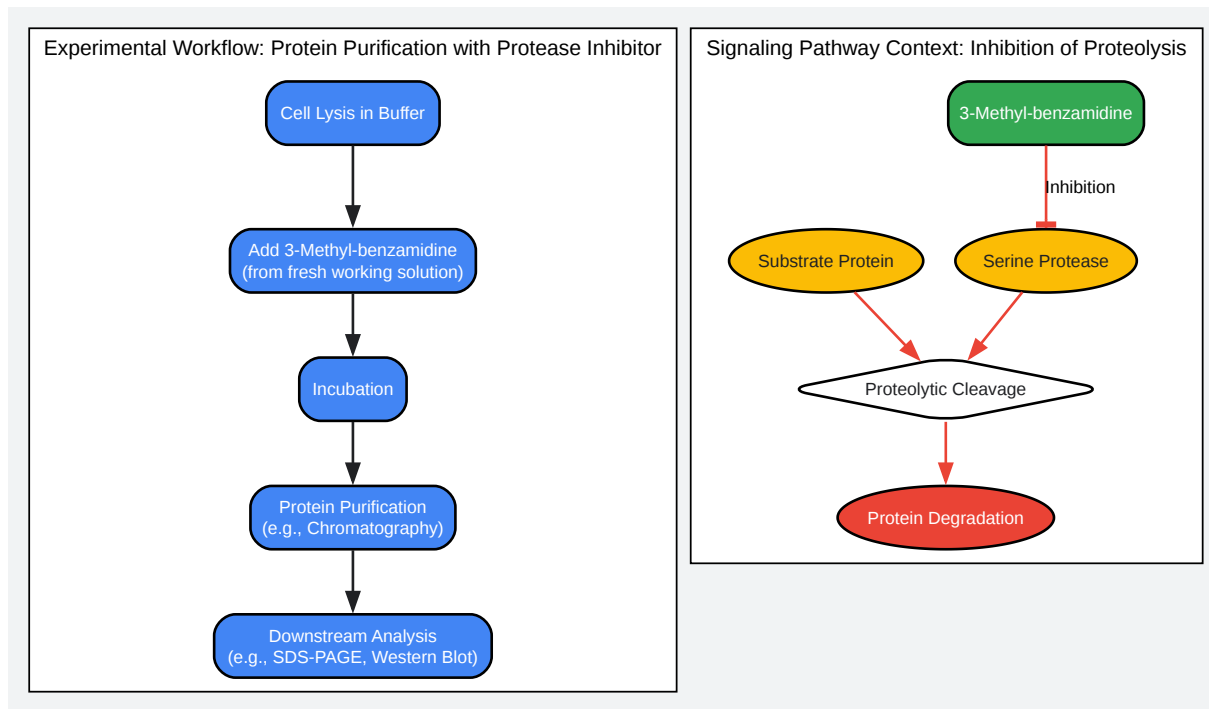 Experimental Workflow: Protein Purification with Protease Inhibitor
Cell Lysis in Buffer
Add 3-Methyl-benzamidine
(from fresh working solution)
Incubation
Protein Purification
(e.g., Chromatography)
Downstream Analysis
(e.g., SDS-PAGE, Western Blot)
Signaling Pathway Context: Inhibition of Proteolysis
3-Methyl-benzamidine
Inhibition
Substrate Protein
Serine Protease
Proteolytic Cleavage
Protein Degradation